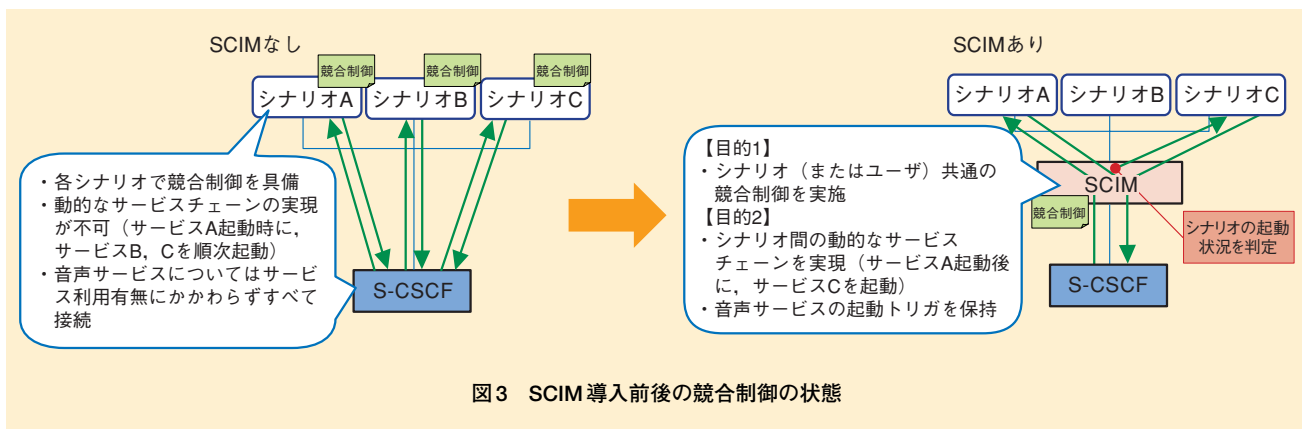 SCIMなし
競合制御
競合制御
競合制御
シナリオA
シナリオB
シナリオC
・各シナリオで競合制御を具備
・動的なサービスチェーンの実現
が不可（サービスA起動時に，
サービスB，Cを順次起動）
・音声サービスについてはサービ
ス利用有無にかかわらずすべて
接続
S-CSCF
SCIMあり
シナリオA
シナリオB
シナリオC
【目的1】
・シナリオ（またはユーザ）共通の
競合制御を実施
【目的2】
・シナリオ間の動的なサービス
チェーンを実現（サービスA起動後
に，サービスCを起動）
・音声サービスの起動トリガを保持
SCIM
競合制御
シナリオの起動
状況を判定
S-CSCF
図3 SCIM導入前後の競合制御の状態